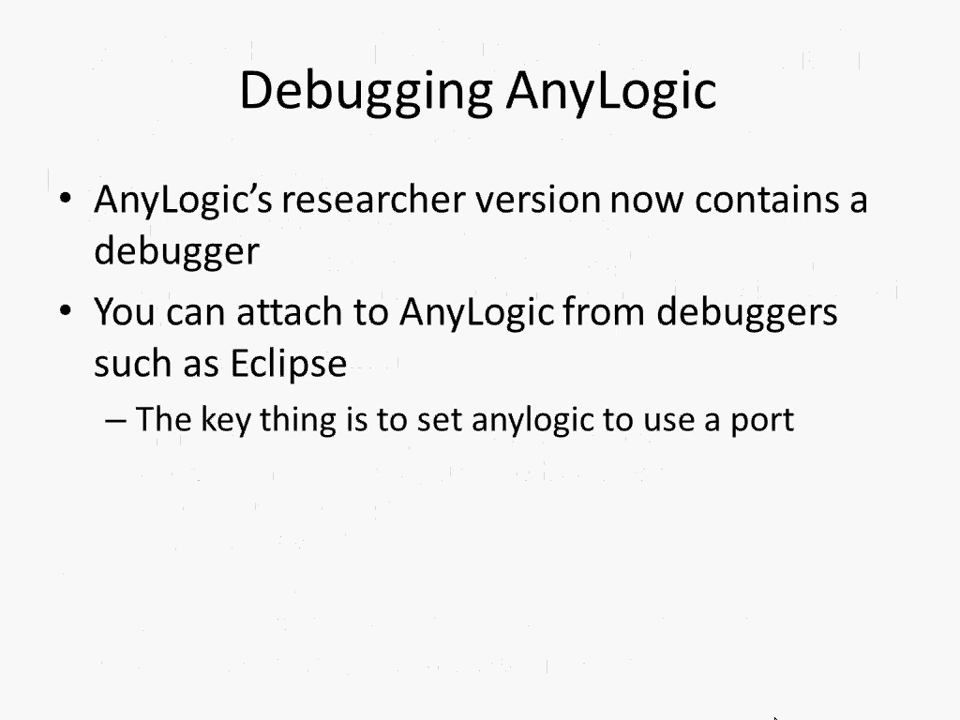 Debugging AnyLogic
• AnyLogic’s researcher version now contains a
debugger
• You can attach to AnyLogic from debuggers
such as Eclipse
– The key thing is to set anylogic to use a port